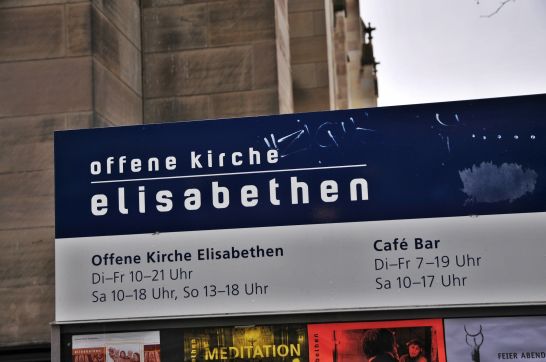 offene kirche
elisabethen
Offene Kirche Elisabethen
Di–Fr 10–21 Uhr
Sa 10–18 Uhr, So 13–18 Uhr
Café Bar
Di–Fr 7–19 Uhr
Sa 10–17 Uhr
MEDITATION
FEIER ABEND